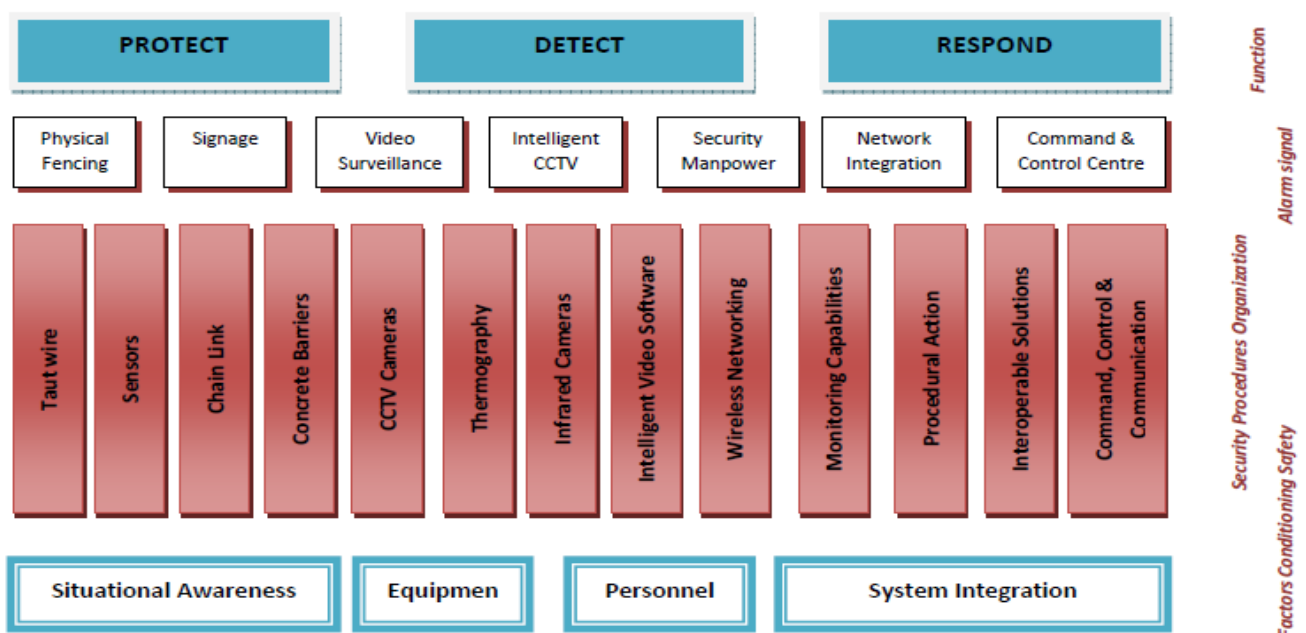 PROTECT
DETECT
RESPOND
Function
Physical
Fencing
Signage
Video
Surveillance
Intelligent
CCTV
Security
Manpower
Network
Integration
Command &
Control Centre
Alarm signal
Taut wire
Sensors
Chain Link
Concrete Barriers
CCTV Cameras
Thermography
Infrared Cameras
Intelligent Video Software
Wireless Networking
Monitoring Capabilities
Procedural Action
Interoperable Solutions
Command, Control &
Communication
Security Procedures Organization
Situational Awareness
Equipmen
Personnel
System Integration
Factors Conditioning Safety